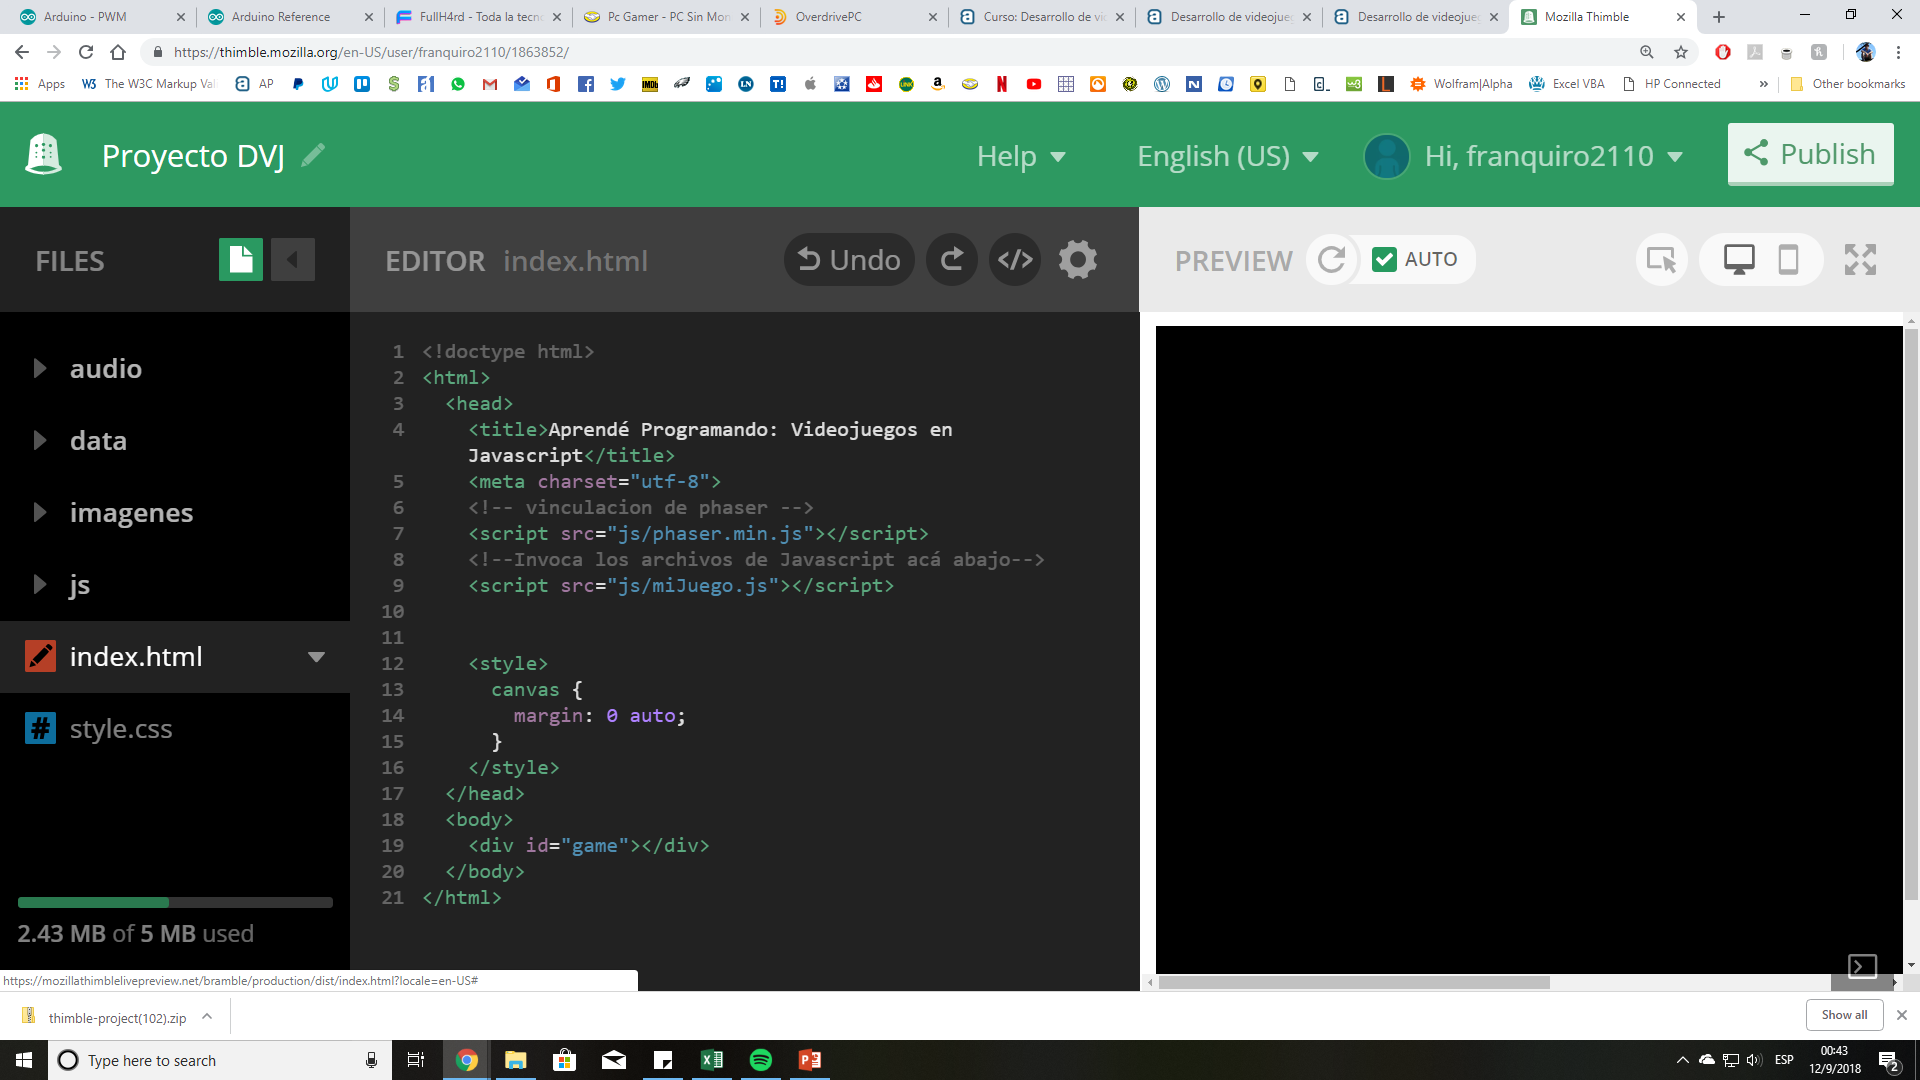 Arduino - PWM
Arduino Reference
FullH4rd - Toda la tecno
Pc Gamer - PC Sin Mon
OverdrivePC
Curso: Desarrollo de vid
Desarrollo de videojueg
Desarrollo de videojueg
Mozilla Thimble
https://thimble.mozilla.org/en-US/user/franquiro2110/1863852/
Apps
The W3C Markup Val
AP
Wolfram|Alpha
Excel VBA
HP Connected
»
Other bookmarks
Proyecto DVJ
Help
English (US)
Hi, franquiro2110
Publish
FILES
EDITOR index.html
Undo
PREVIEW
AUTO
audio
data
imagenes
js
index.html
style.css
2.43 MB of 5 MB used
1 <!doctype html>
2 <html>
3 <head>
4 <title>Aprendé Programando: Videojuegos en
Javascript</title>
5 <meta charset="utf-8">
6 <!-- vinculacion de phaser -->
7 <script src="js/phaser.min.js"></script>
8 <!--Invoca los archivos de Javascript acá abajo-->
9 <script src="js/miJuego.js"></script>
10
11
12 <style>
13 canvas {
14 margin: 0 auto;
15 }
16 </style>
17 </head>
18 <body>
19 <div id="game"></div>
20 </body>
21 </html>
https://mozillathimblelivepreview.net/bramble/production/dist/index.html?locale=en-US#
thimble-project(102).zip
Show all
Type here to search
ESP
00:43
12/9/2018
2